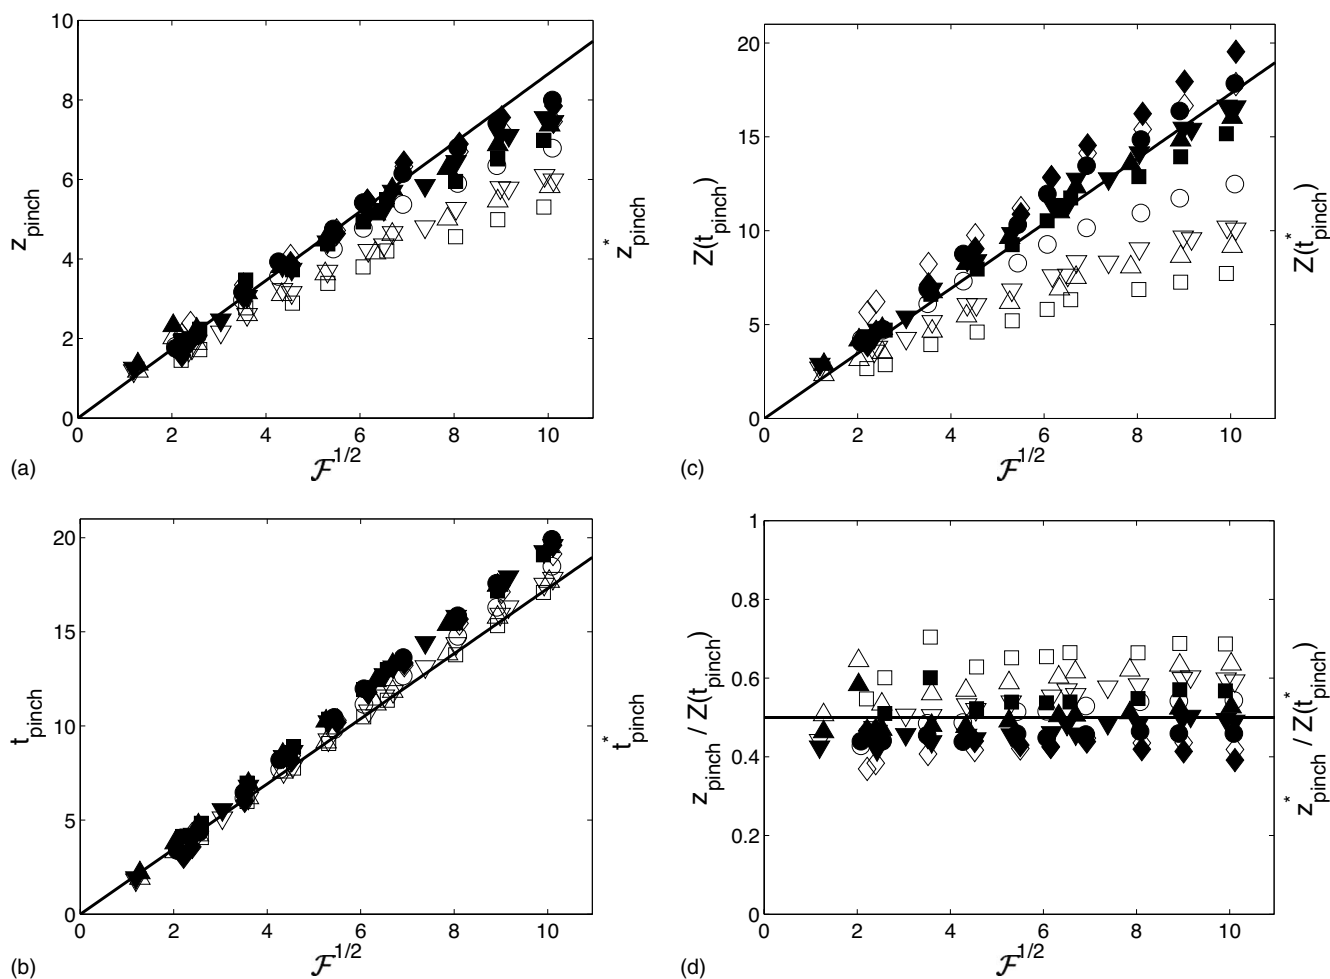 10
8
6
4
2
0
z_pinch
z*_pinch
0 2 4 6 8 10
(a)
ℱ^1/2
20
15
10
5
0
Z(t_pinch)
Z(t*_pinch)
0 2 4 6 8 10
(c)
ℱ^1/2
20
15
10
5
0
t_pinch
t*_pinch
0 2 4 6 8 10
(b)
ℱ^1/2
1
0.8
0.6
0.4
0.2
0
z_pinch / Z(t_pinch)
z*_pinch / Z(t*_pinch)
0 2 4 6 8 10
(d)
ℱ^1/2